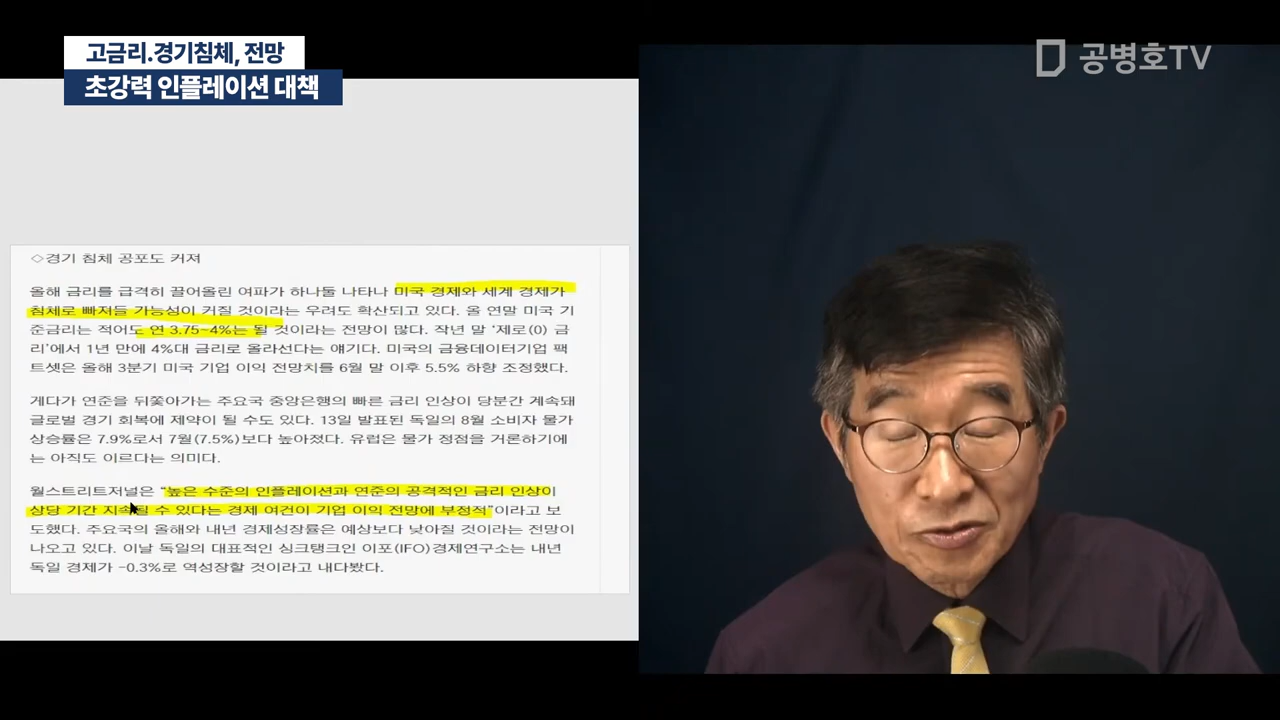 고금리.경기침체, 전망
초강력 인플레이션 대책
공병호TV
◇경기 침체 공포도 커져
올해 금리를 급격히 끌어올린 여파가 하나둘 나타나 미국 경제와 세계 경제가
침체로 빠져들 가능성이 커질 것이라는 우려도 확산되고 있다. 올 연말 미국 기
준금리는 적어도 연 3.75~4%는 될 것이라는 전망이 많다. 작년 말 ‘제로(0) 금
리’에서 1년 만에 4%대 금리로 올라선다는 얘기다. 미국의 금융데이터기업 팩
트셋은 올해 3분기 미국 기업 이익 전망치를 6월 말 이후 5.5% 하향 조정했다.
게다가 연준을 뒤쫓아가는 주요국 중앙은행의 빠른 금리 인상이 당분간 계속돼
글로벌 경기 회복에 제약이 될 수도 있다. 13일 발표된 독일의 8월 소비자 물가
상승률은 7.9%로서 7월(7.5%)보다 높아졌다. 유럽은 물가 정점을 거론하기에
는 아직도 이르다는 의미다.
월스트리트저널은 “높은 수준의 인플레이션과 연준의 공격적인 금리 인상이
상당 기간 지속될 수 있다는 경제 여건이 기업 이익 전망에 부정적”이라고 보
도했다. 주요국의 올해와 내년 경제성장률은 예상보다 낮아질 것이라는 전망이
나오고 있다. 이날 독일의 대표적인 싱크탱크인 이포(IFO)경제연구소는 내년
독일 경제가 -0.3%로 역성장할 것이라고 내다봤다.